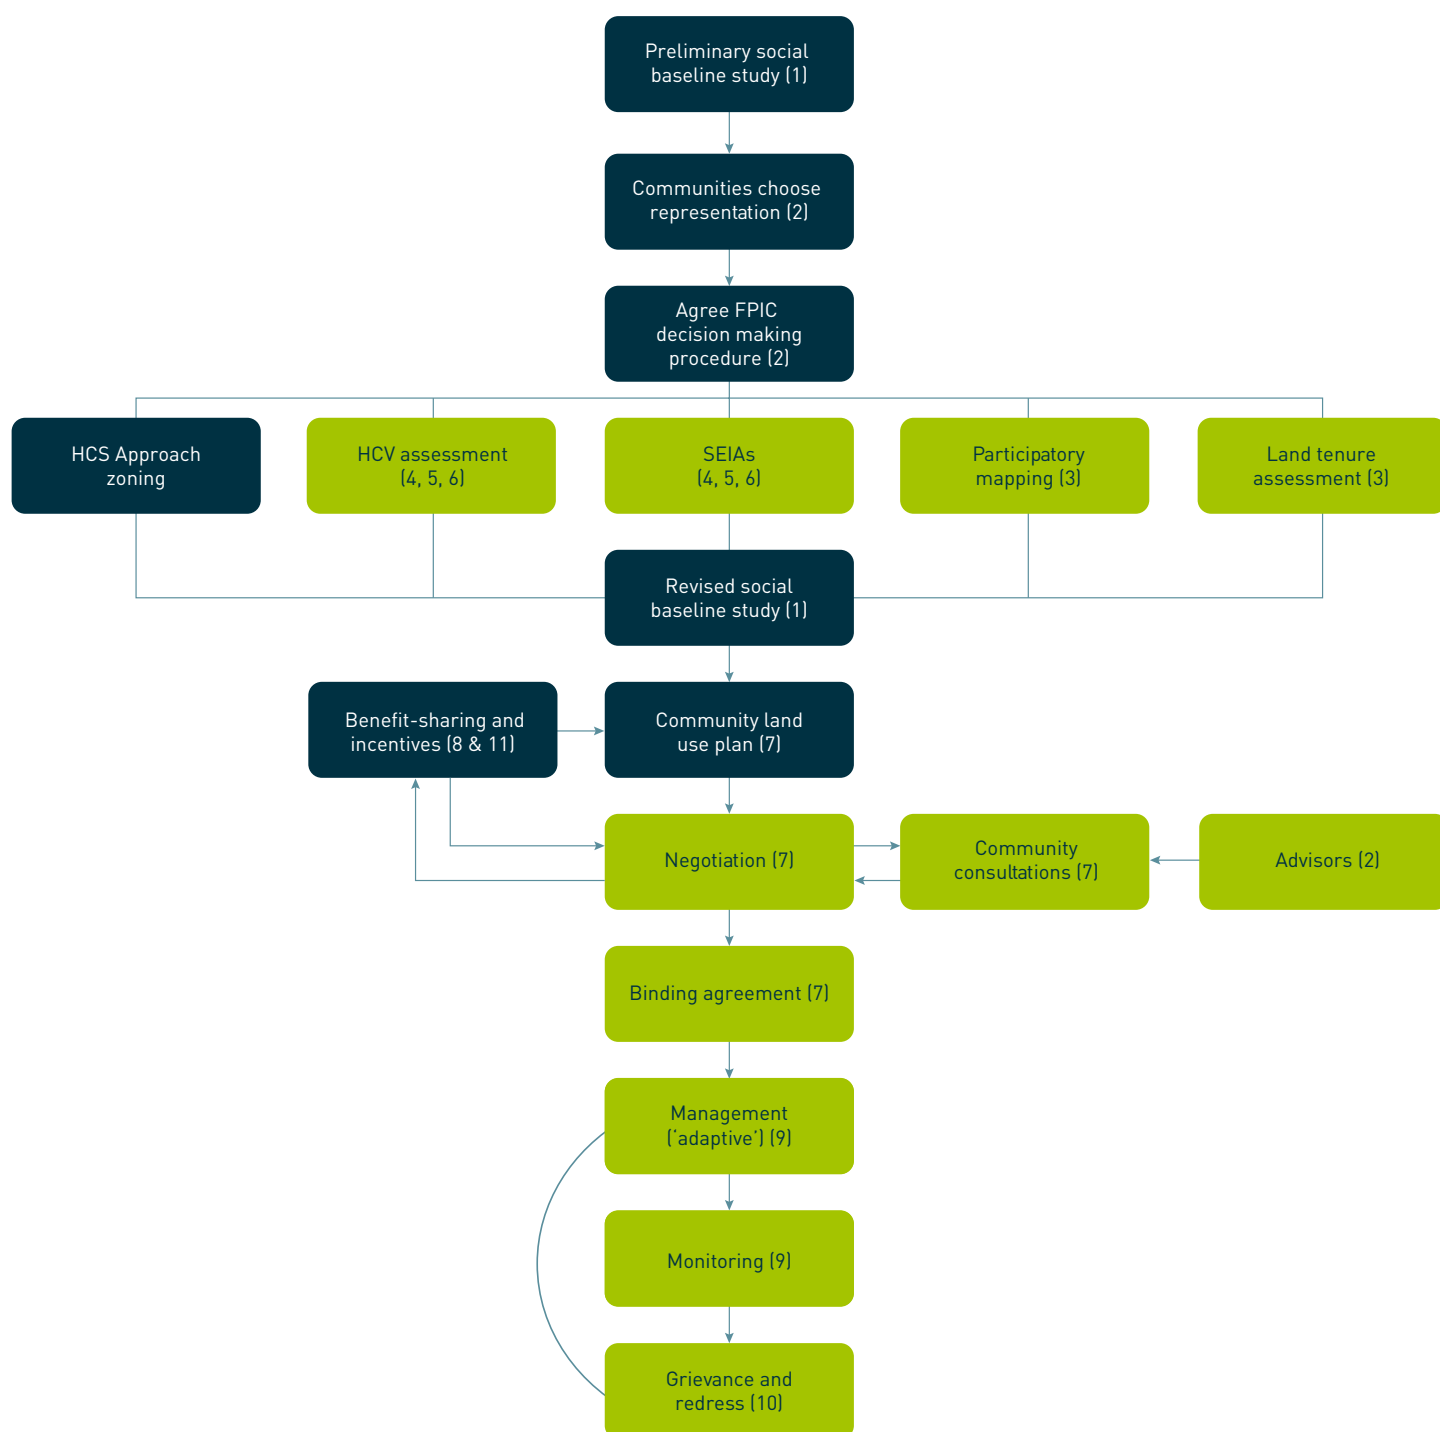 Preliminary social
baseline study (1)
Communities choose
representation (2)
Agree FPIC
decision making
procedure (2)
HCS Approach
zoning
HCV assessment
(4, 5, 6)
SEIAs
(4, 5, 6)
Participatory
mapping (3)
Land tenure
assessment (3)
Revised social
baseline study (1)
Benefit-sharing and
incentives (8 & 11)
Community land
use plan (7)
Negotiation (7)
Community
consultations (7)
Advisors (2)
Binding agreement (7)
Management
(‘adaptive’) (9)
Monitoring (9)
Grievance and
redress (10)